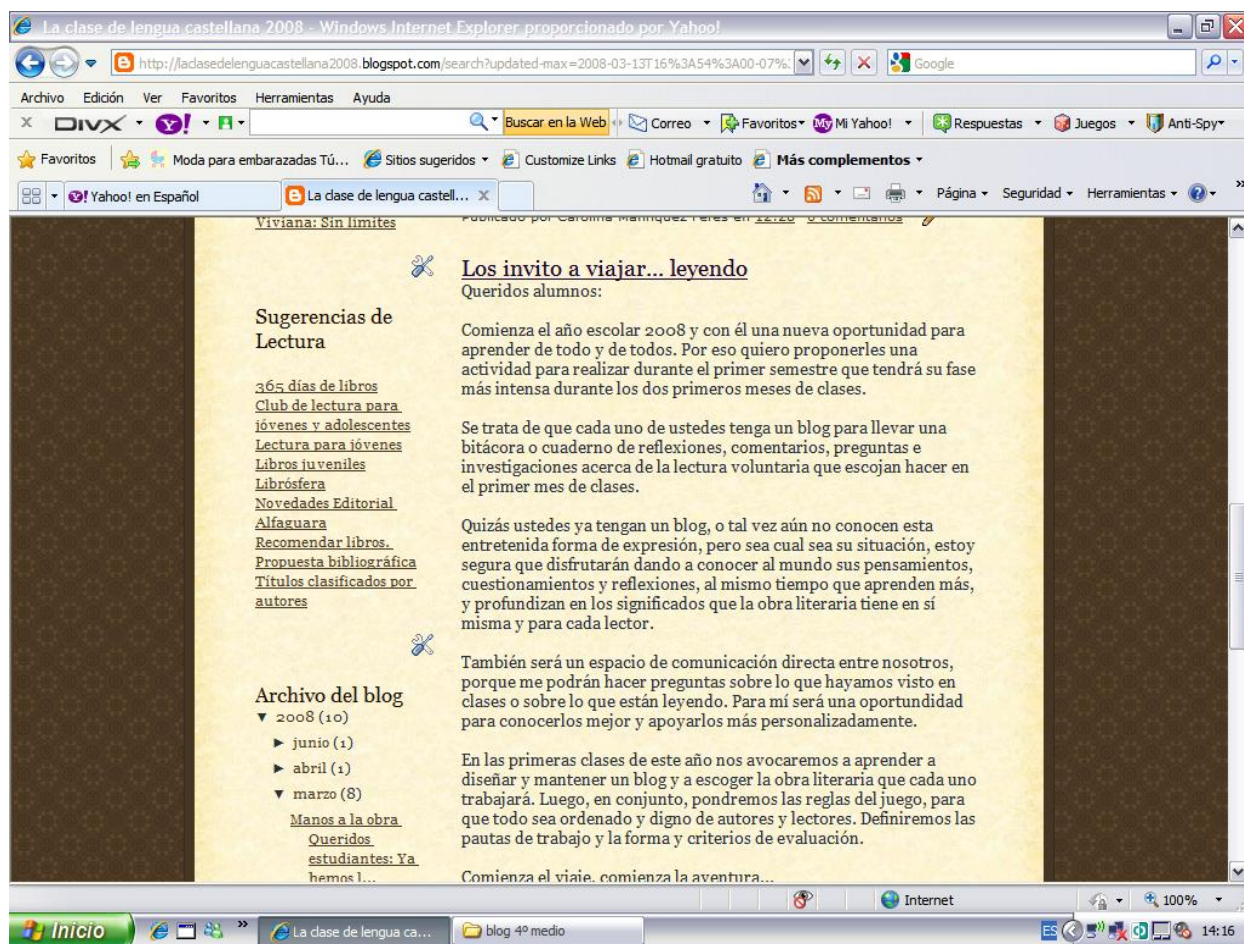 La clase de lengua castellana 2008 - Windows Internet Explorer proporcionado por Yahoo!
http://laclasedelenguacastellana2008.blogspot.com/search?updated-max=2008-03-13T16%3A54%3A00-07%
Google
Archivo Edición Ver Favoritos Herramientas Ayuda
x DIVX Y! Buscar en la Web Correo Favoritos My Mi Yahoo! Respuestas Juegos Anti-Spy
Favoritos Moda para embarazadas Tú... Sitios sugeridos Customize Links Hotmail gratuito Más complementos
Y! Yahoo! en Español La clase de lengua castell... X Página Seguridad Herramientas
Viviana: Sin limites
Sugerencias de
Lectura
365 días de libros
Club de lectura para
jóvenes y adolescentes
Lectura para jóvenes
Libros juveniles
Librósfera
Novedades Editorial
Alfaguara
Recomendar libros.
Propuesta bibliográfica
Títulos clasificados por
autores
Archivo del blog
▼ 2008 (10)
► junio (1)
► abril (1)
▼ marzo (8)
Manos a la obra
Queridos
estudiantes: Ya
hemos l...
Publicado por Carolina Manríquez Peres en 12:26 0 comentarios
Los invito a viajar... leyendo
Queridos alumnos:
Comienza el año escolar 2008 y con él una nueva oportunidad para
aprender de todo y de todos. Por eso quiero proponerles una
actividad para realizar durante el primer semestre que tendrá su fase
más intensa durante los dos primeros meses de clases.
Se trata de que cada uno de ustedes tenga un blog para llevar una
bitácora o cuaderno de reflexiones, comentarios, preguntas e
investigaciones acerca de la lectura voluntaria que escojan hacer en
el primer mes de clases.
Quizás ustedes ya tengan un blog, o tal vez aún no conocen esta
entretenida forma de expresión, pero sea cual sea su situación, estoy
segura que disfrutarán dando a conocer al mundo sus pensamientos,
cuestionamientos y reflexiones, al mismo tiempo que aprenden más,
y profundizan en los significados que la obra literaria tiene en sí
misma y para cada lector.
También será un espacio de comunicación directa entre nosotros,
porque me podrán hacer preguntas sobre lo que hayamos visto en
clases o sobre lo que están leyendo. Para mí será una oportundidad
para conocerlos mejor y apoyarlos más personalizadamente.
En las primeras clases de este año nos avocaremos a aprender a
diseñar y mantener un blog y a escoger la obra literaria que cada uno
trabajará. Luego, en conjunto, pondremos las reglas del juego, para
que todo sea ordenado y digno de autores y lectores. Definiremos las
pautas de trabajo y la forma y criterios de evaluación.
Comienza el viaje, comienza la aventura...
Internet 100%
Inicio La clase de lengua ca... blog 4º medio ES 14:16